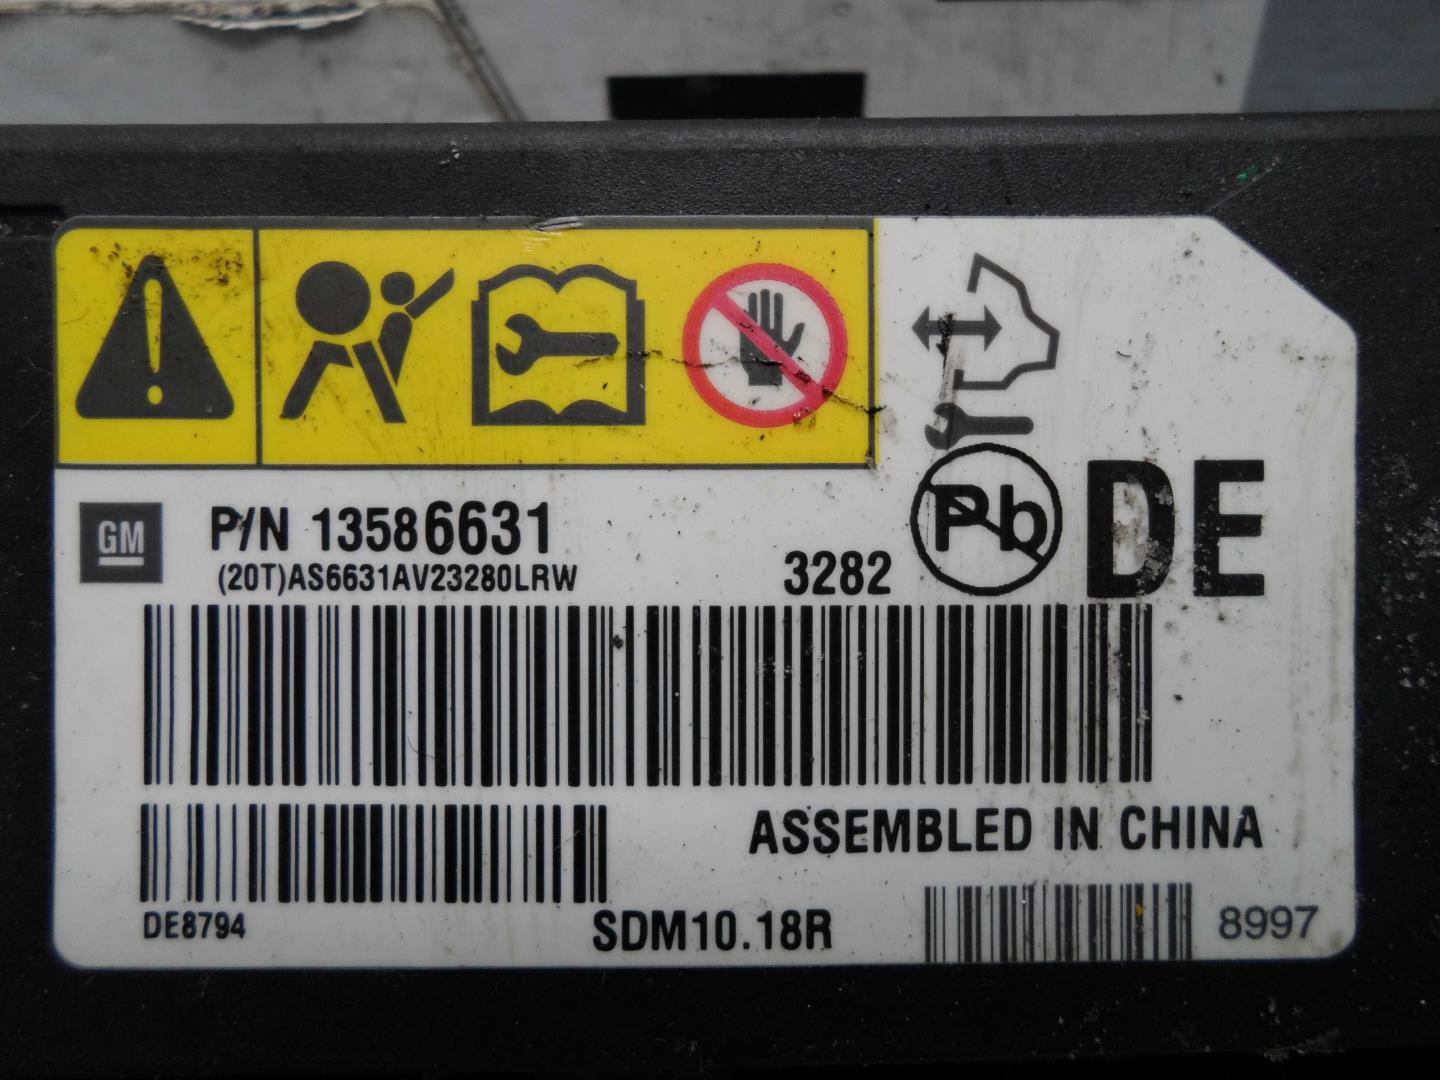 GM
P/N 13586631
(20T)AS6631AV23280LRW
3282
Pb
DE
ASSEMBLED IN CHINA
DE8794
SDM10.18R
8997